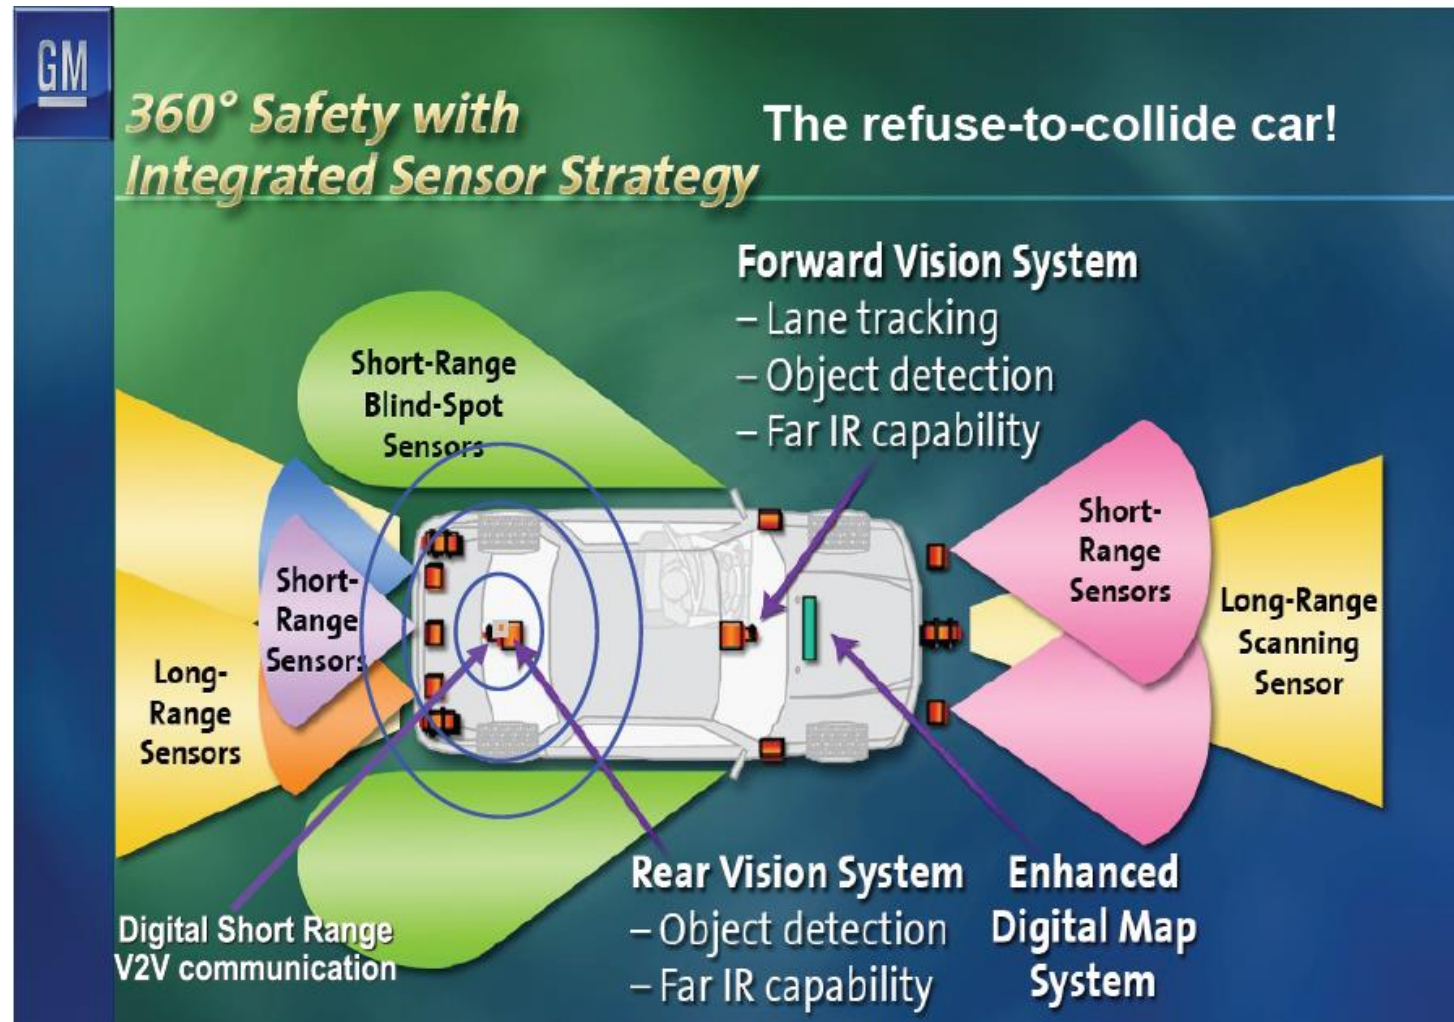 GM
360° Safety with
Integrated Sensor Strategy
The refuse-to-collide car!
Forward Vision System
– Lane tracking
– Object detection
– Far IR capability
Short-Range
Blind-Spot
Sensors
Short-
Range
Sensors
Long-
Range
Sensors
Short-
Range
Sensors
Long-Range
Scanning
Sensor
Digital Short Range
V2V communication
Rear Vision System
– Object detection
– Far IR capability
Enhanced
Digital Map
System